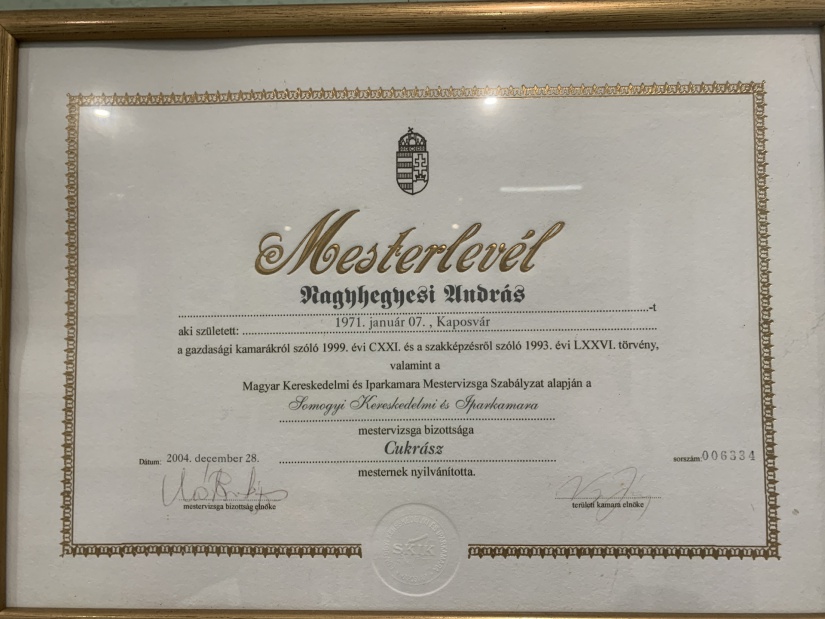 Mesterlevél
Nagyhegyesi András
-t
aki született: 1971. január 07. , Kaposvár
a gazdasági kamarákról szóló 1999. évi CXXI. és a szakképzésről szóló 1993. évi LXXVI. törvény,
valamint a
Magyar Kereskedelmi és Iparkamara Mestervizsga Szabályzat alapján a
Somogyi Kereskedelmi és Iparkamara
mestervizsga bizottsága
Cukrász
Dátum: 2004. december 28.
sorszám: 006334
mesternek nyilvánította.
mestervizsga bizottság elnöke
területi kamara elnöke
SKIK